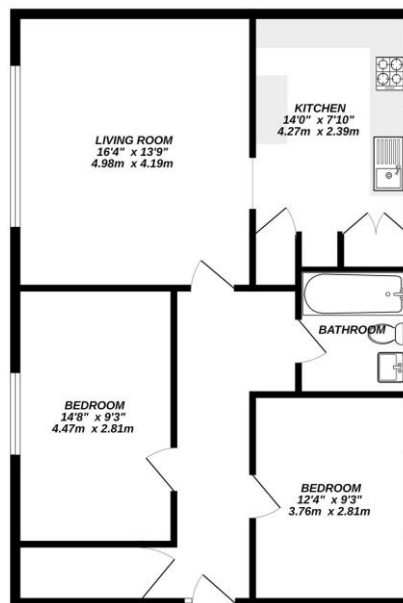 LIVING ROOM
16'4" x 13'9"
4.98m x 4.19m
KITCHEN
14'0" x 7'10"
4.27m x 2.39m
BATHROOM
BEDROOM
14'8" x 9'3"
4.47m x 2.81m
BEDROOM
12'4" x 9'3"
3.76m x 2.81m